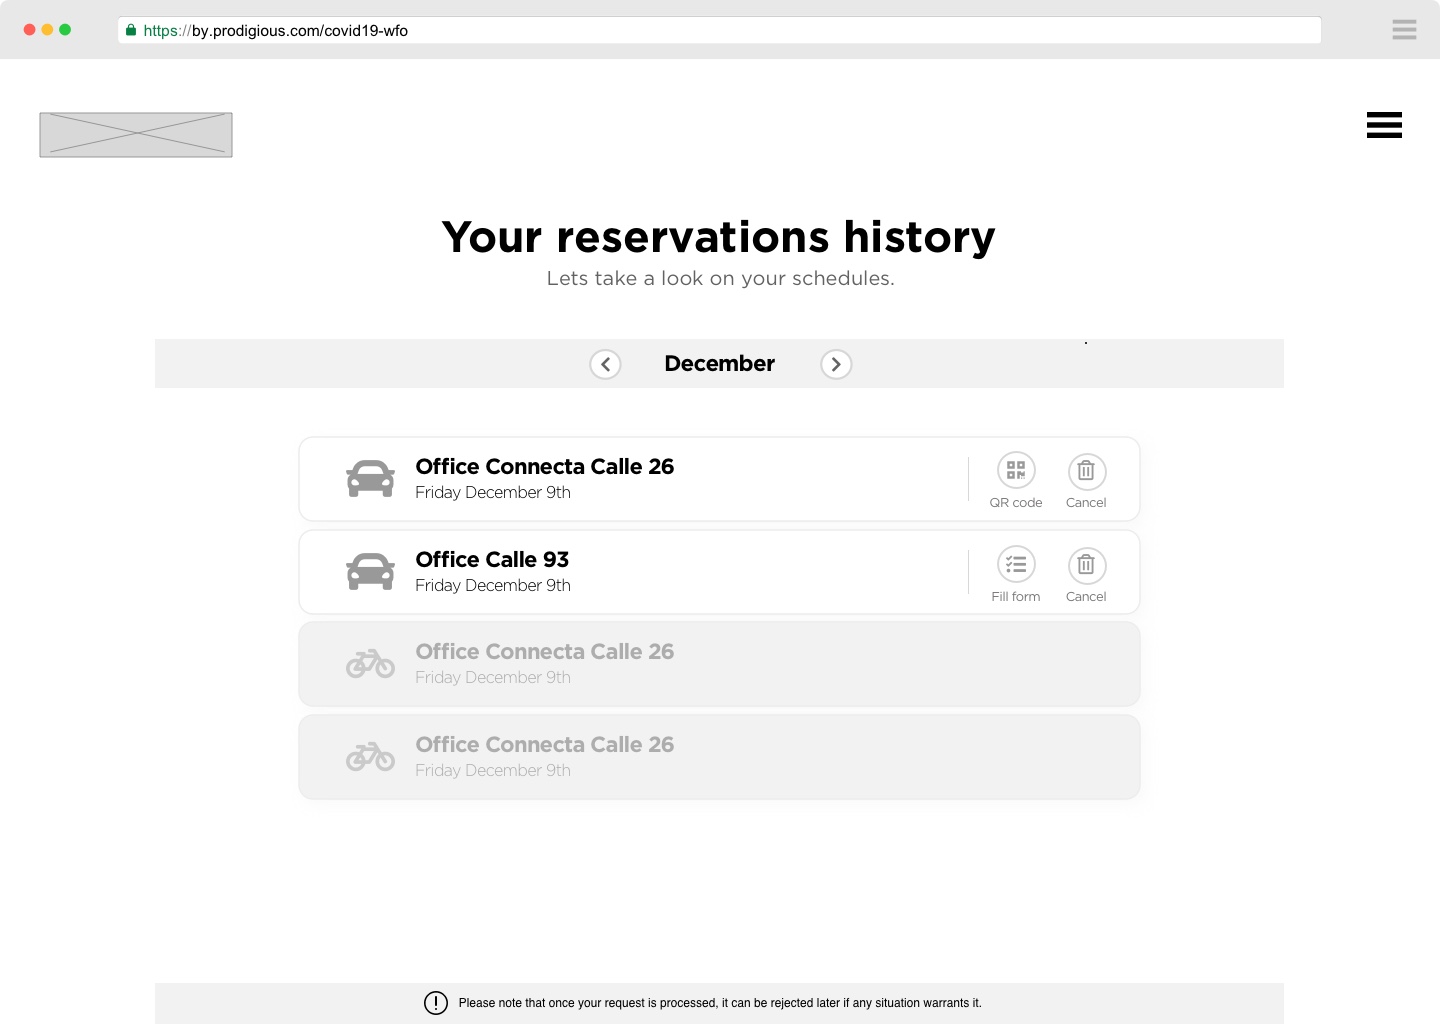 https://by.prodigious.com/covid19-wfo
Your reservations history
Lets take a look on your schedules.
December
Office Connecta Calle 26
Friday December 9th
QR code
Cancel
Office Calle 93
Friday December 9th
Fill form
Cancel
Office Connecta Calle 26
Friday December 9th
Office Connecta Calle 26
Friday December 9th
Please note that once your request is processed, it can be rejected later if any situation warrants it.